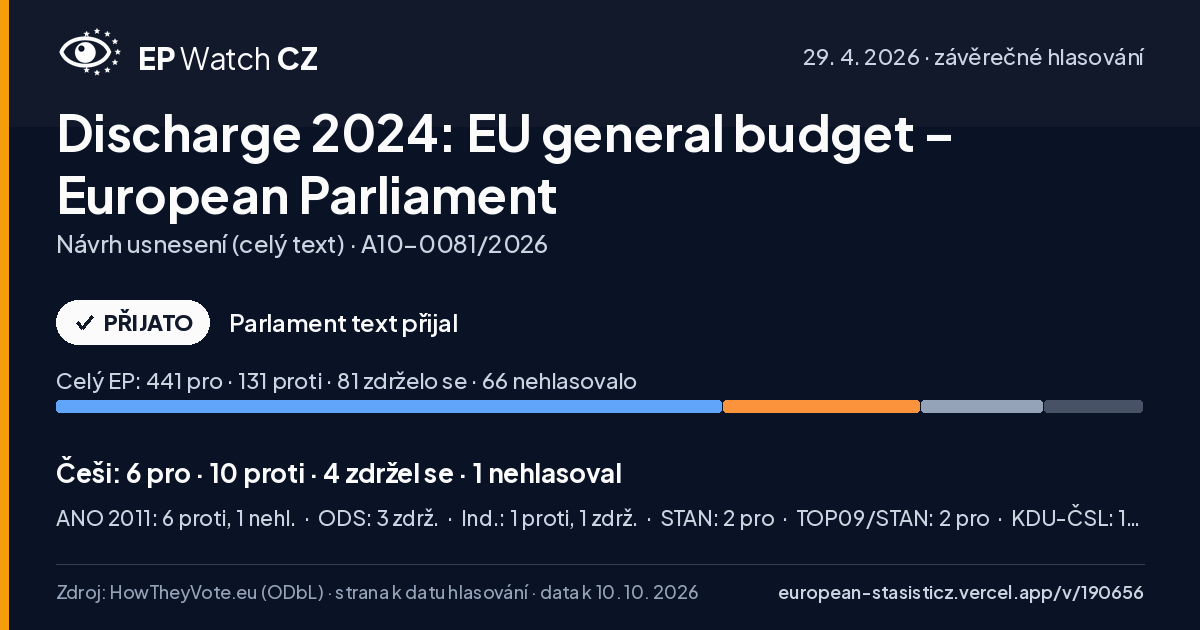 EP Watch CZ
29. 4. 2026 · závěrečné hlasování
Discharge 2024: EU general budget –
European Parliament
Návrh usnesení (celý text) · A10-0081/2026
✓ PŘIJATO
Parlament text přijal
Celý EP: 441 pro · 131 proti · 81 zdrželo se · 66 nehlasovalo
Češi: 6 pro · 10 proti · 4 zdržel se · 1 nehlasoval
ANO 2011: 6 proti, 1 nehl. · ODS: 3 zdrž. · Ind.: 1 proti, 1 zdrž. · STAN: 2 pro · TOP09/STAN: 2 pro · KDU-ČSL: 1…
Zdroj: HowTheyVote.eu (ODbL) · strana k datu hlasování · data k 10. 10. 2026
european-stasisticz.vercel.app/v/190656